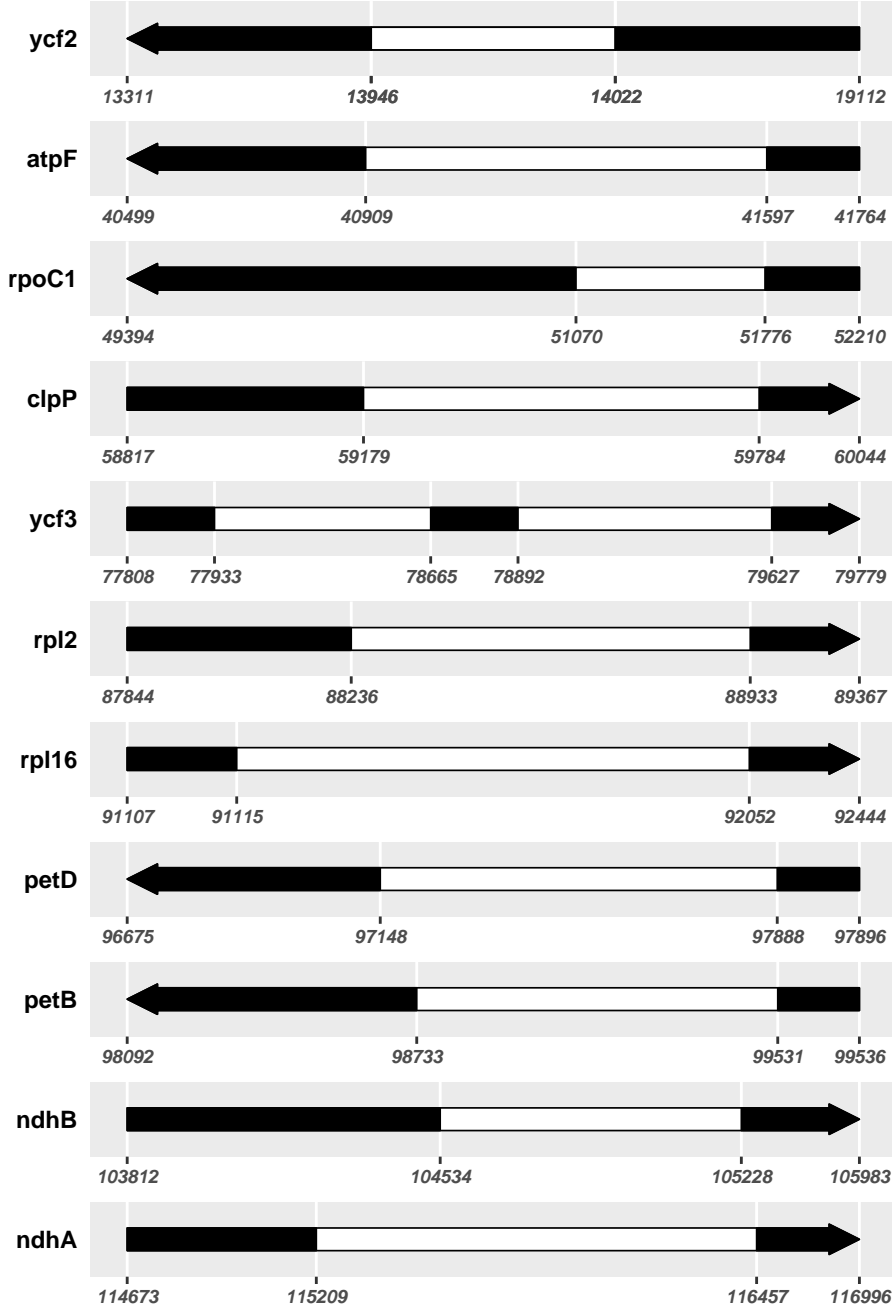 ycf2
13311 13946 14022 19112
atpF
40499 40909 41597 41764
rpoC1
49394 51070 51776 52210
clpP
58817 59179 59784 60044
ycf3
77808 77933 78665 78892 79627 79779
rpl2
87844 88236 88933 89367
rpl16
91107 91115 92052 92444
petD
96675 97148 97888 97896
petB
98092 98733 99531 99536
ndhB
103812 104534 105228 105983
ndhA
114673 115209 116457 116996